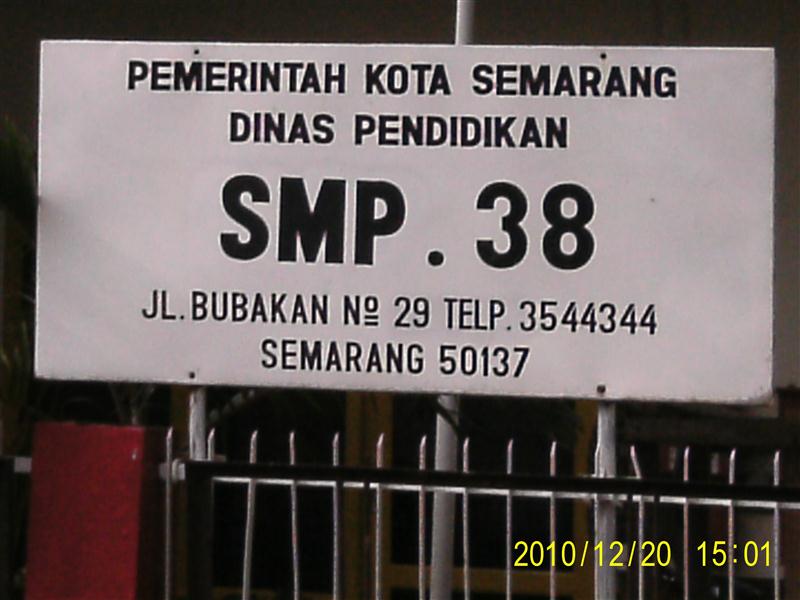 PEMERINTAH KOTA SEMARANG
DINAS PENDIDIKAN
SMP . 38
JL. BUBAKAN Nº 29 TELP. 3544344
SEMARANG 50137
2010/12/20 15:01